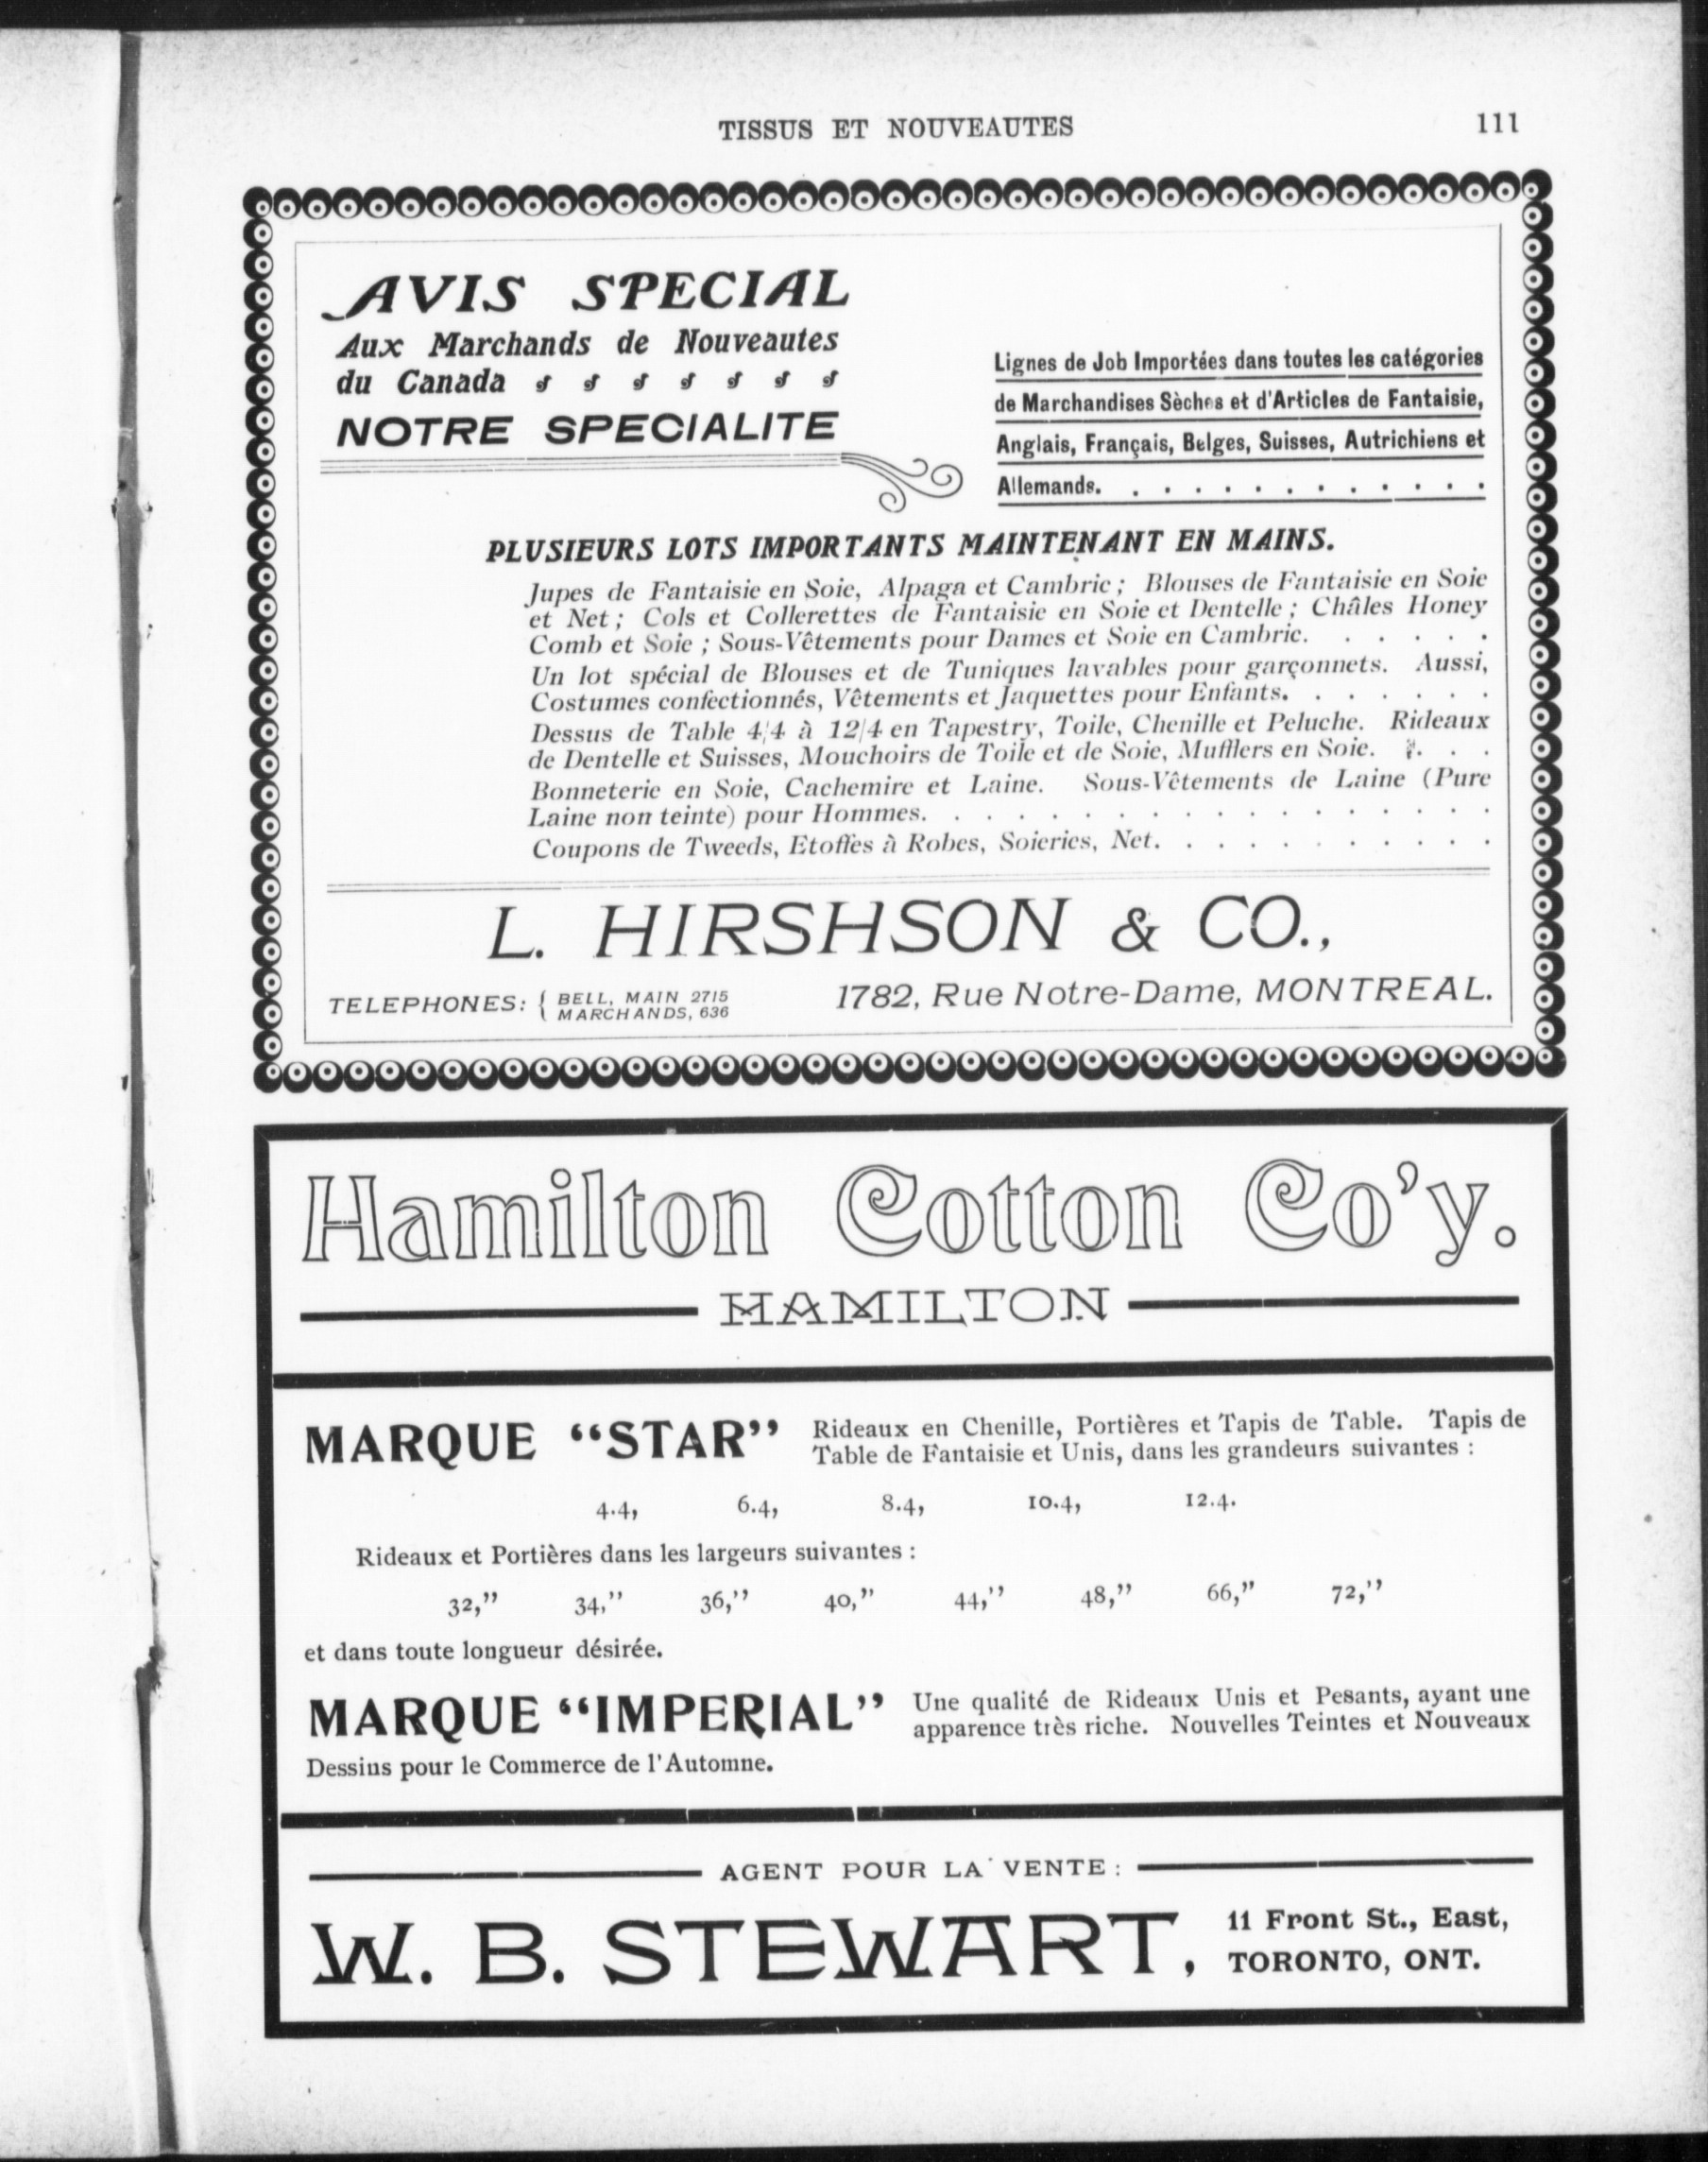 TISSUS ET NOUVEAUTES 111
AVIS SPECIAL
Aux Marchands de Nouveautes
du Canada
NOTRE SPECIALITE
Lignes de Job Importées dans toutes les catégories
de Marchandises Sèches et d'Articles de Fantaisie,
Anglais, Français, Belges, Suisses, Autrichiens et
Allemands. . . . . . . . . . . . .
PLUSIEURS LOTS IMPORTANTS MAINTENANT EN MAINS.
Jupes de Fantaisie en Soie, Alpaga et Cambric ; Blouses de Fantaisie en Soie
et Net ; Cols et Collerettes de Fantaisie en Soie et Dentelle ; Châles Honey
Comb et Soie ; Sous-Vêtements pour Dames et Soie en Cambric. . . . . .
Un lot spécial de Blouses et de Tuniques lavables pour garçonnets. Aussi,
Costumes confectionnés, Vêtements et Jaquettes pour Enfants. . . . . . .
Dessus de Table 4/4 à 12/4 en Tapestry, Toile, Chenille et Peluche. Rideaux
de Dentelle et Suisses, Mouchoirs de Toile et de Soie, Mufflers en Soie. . . .
Bonneterie en Soie, Cachemire et Laine. Sous-Vêtements de Laine (Pure
Laine non teinte) pour Hommes. . . . . . . . . . . . . . . . . .
Coupons de Tweeds, Etoffes à Robes, Soieries, Net. . . . . . . . . . .
L. HIRSHSON & CO.,
TELEPHONES: { BELL, MAIN 2715
MARCHANDS, 636
1782, Rue Notre-Dame, MONTREAL.
Hamilton Cotton Co'y.
HAMILTON
MARQUE “STAR” Rideaux en Chenille, Portières et Tapis de Table. Tapis de
Table de Fantaisie et Unis, dans les grandeurs suivantes :
4.4, 6.4, 8.4, 10.4, 12.4.
Rideaux et Portières dans les largeurs suivantes :
32,” 34,” 36,” 40,” 44,” 48,” 66,” 72,”
et dans toute longueur désirée.
MARQUE “IMPERIAL” Une qualité de Rideaux Unis et Pesants, ayant une
apparence très riche. Nouvelles Teintes et Nouveaux
Dessins pour le Commerce de l'Automne.
AGENT POUR LA VENTE :
W. B. STEWART, 11 Front St., East,
TORONTO, ONT.